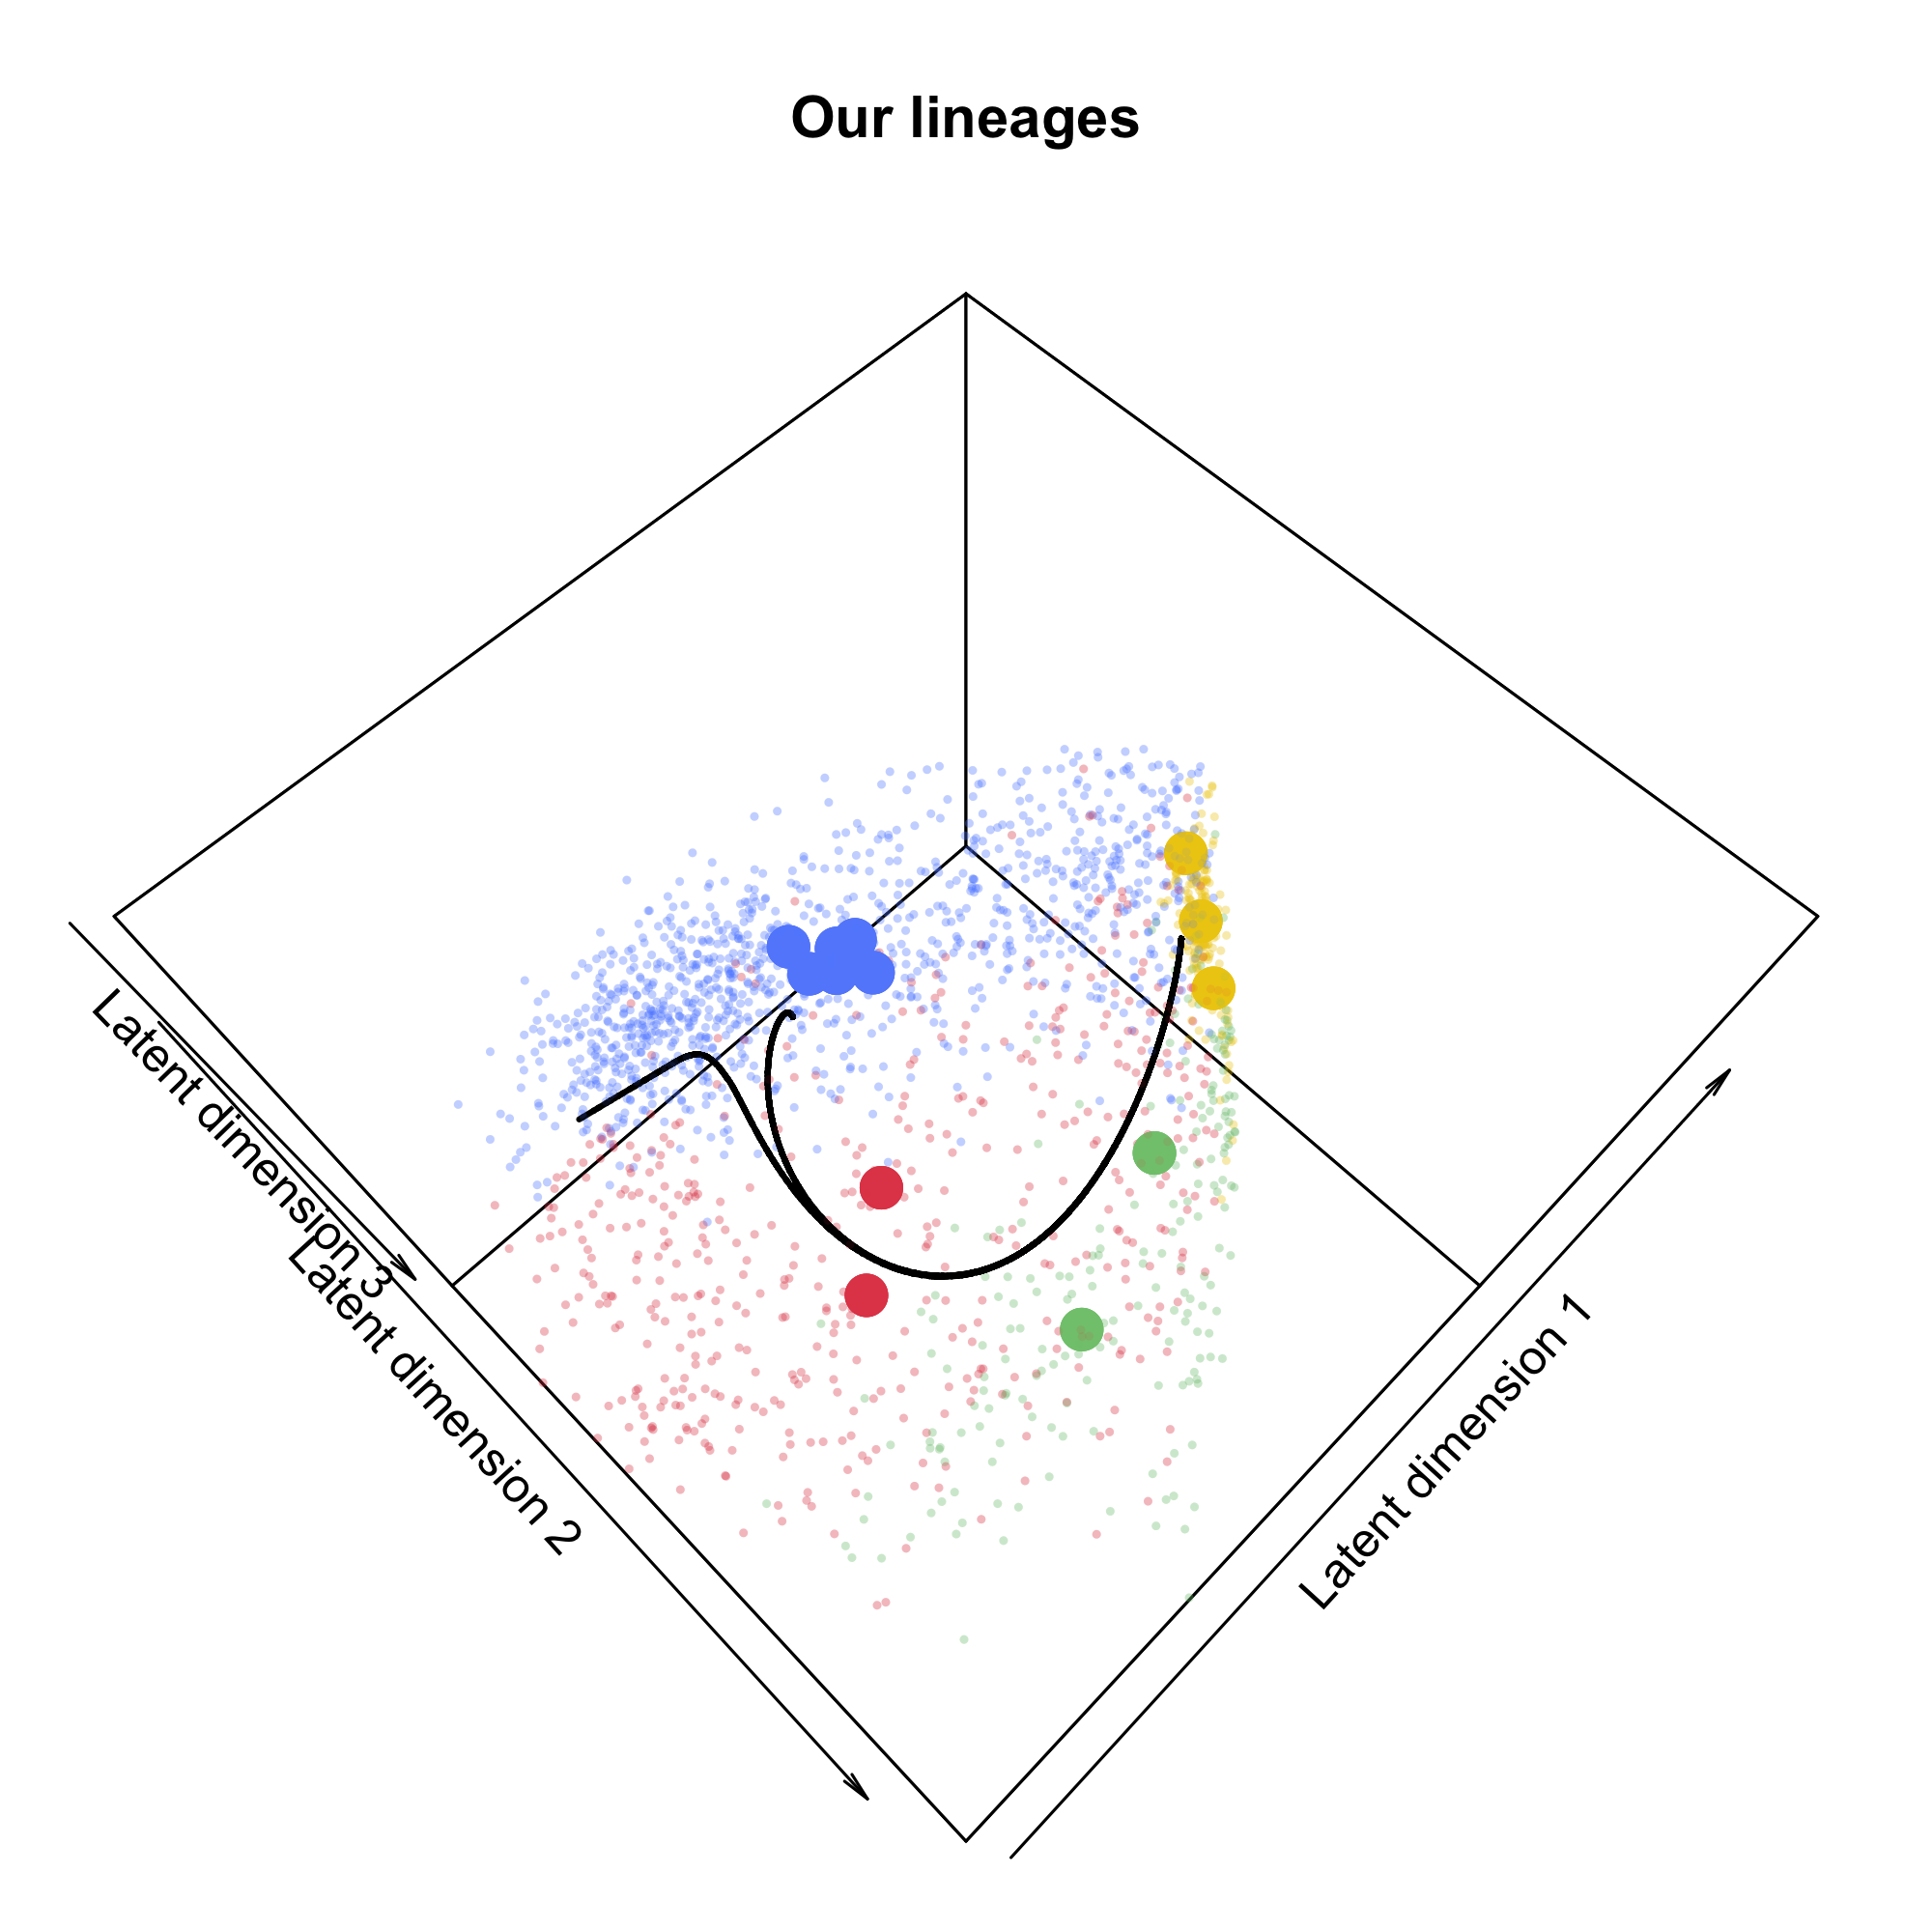 Our lineages
Latent dimension 3
Latent dimension 2
Latent dimension 1